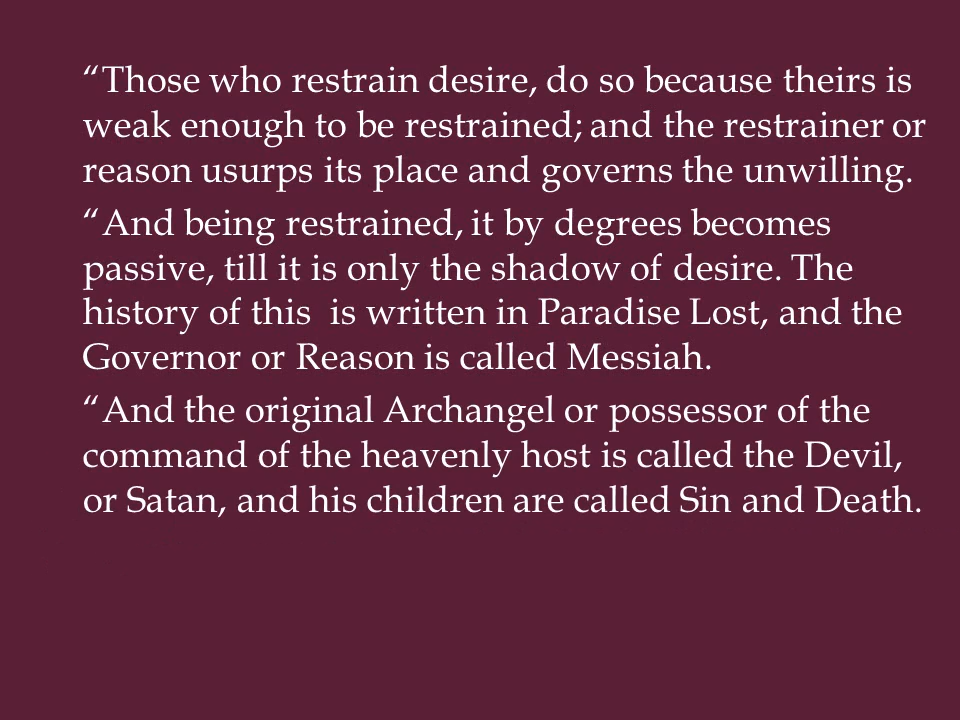 “Those who restrain desire, do so because theirs is
weak enough to be restrained; and the restrainer or
reason usurps its place and governs the unwilling.
“And being restrained, it by degrees becomes
passive, till it is only the shadow of desire. The
history of this  is written in Paradise Lost, and the
Governor or Reason is called Messiah.
“And the original Archangel or possessor of the
command of the heavenly host is called the Devil,
or Satan, and his children are called Sin and Death.